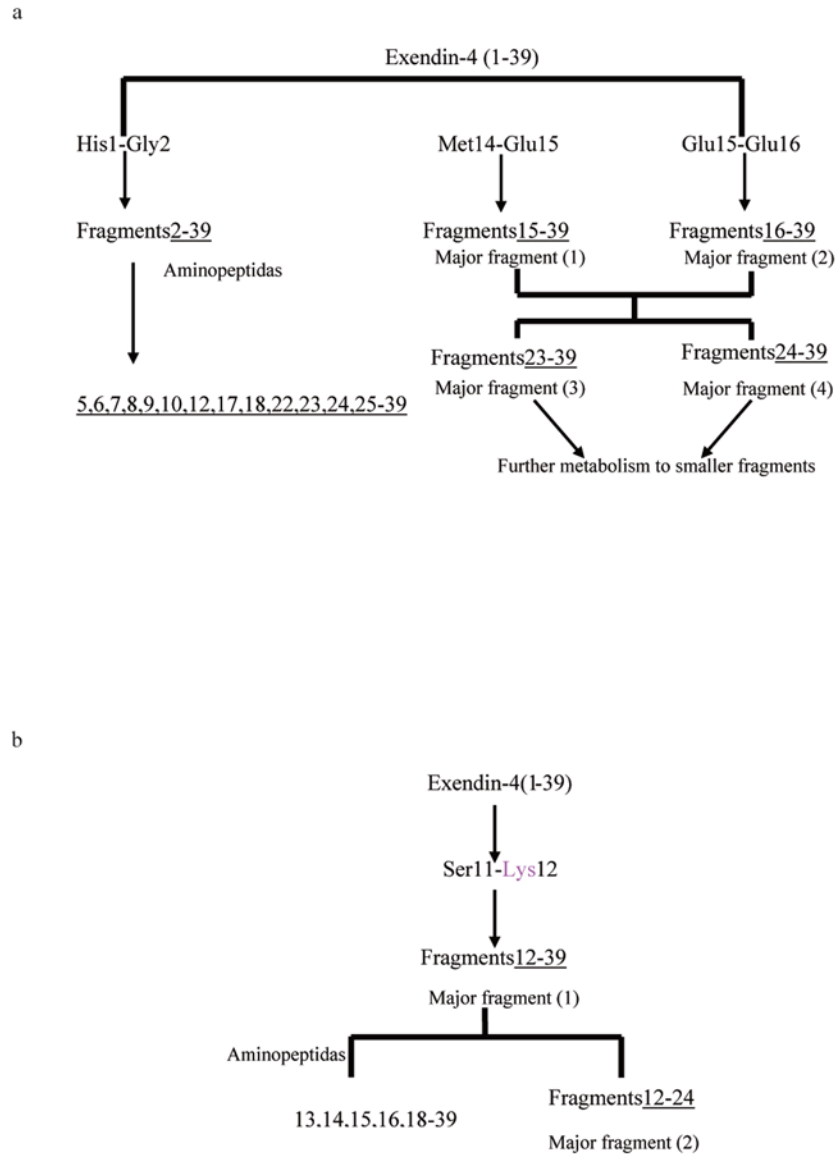 a
Exendin-4 (1-39)
His1-Gly2 Met14-Glu15 Glu15-Glu16
Fragments2-39 Fragments15-39 Fragments16-39
Major fragment (1) Major fragment (2)
Aminopeptidas
Fragments23-39 Fragments24-39
Major fragment (3) Major fragment (4)
5,6,7,8,9,10,12,17,18,22,23,24,25-39
Further metabolism to smaller fragments
b
Exendin-4(1-39)
Ser11-Lys12
Fragments12-39
Major fragment (1)
Aminopeptidas
Fragments12-24
13,14,15,16,18-39
Major fragment (2)